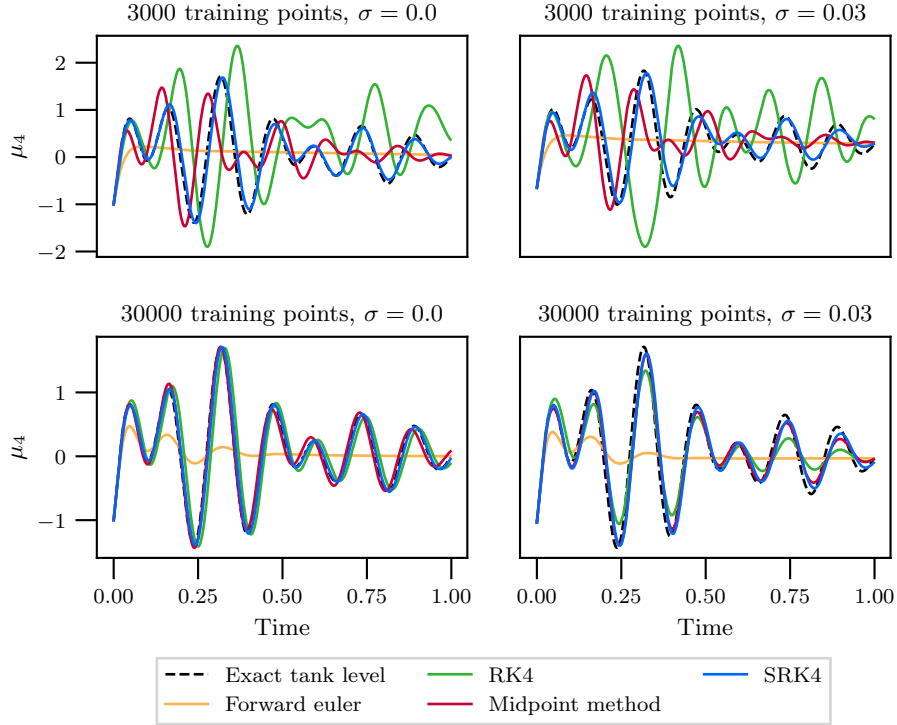 3000 training points, σ = 0.0
3000 training points, σ = 0.03
2
1
0
−1
−2
μ₄
30000 training points, σ = 0.0
30000 training points, σ = 0.03
1
0
−1
μ₄
0.00 0.25 0.50 0.75 1.00
0.00 0.25 0.50 0.75 1.00
Time
Time
Exact tank level
RK4
SRK4
Forward euler
Midpoint method